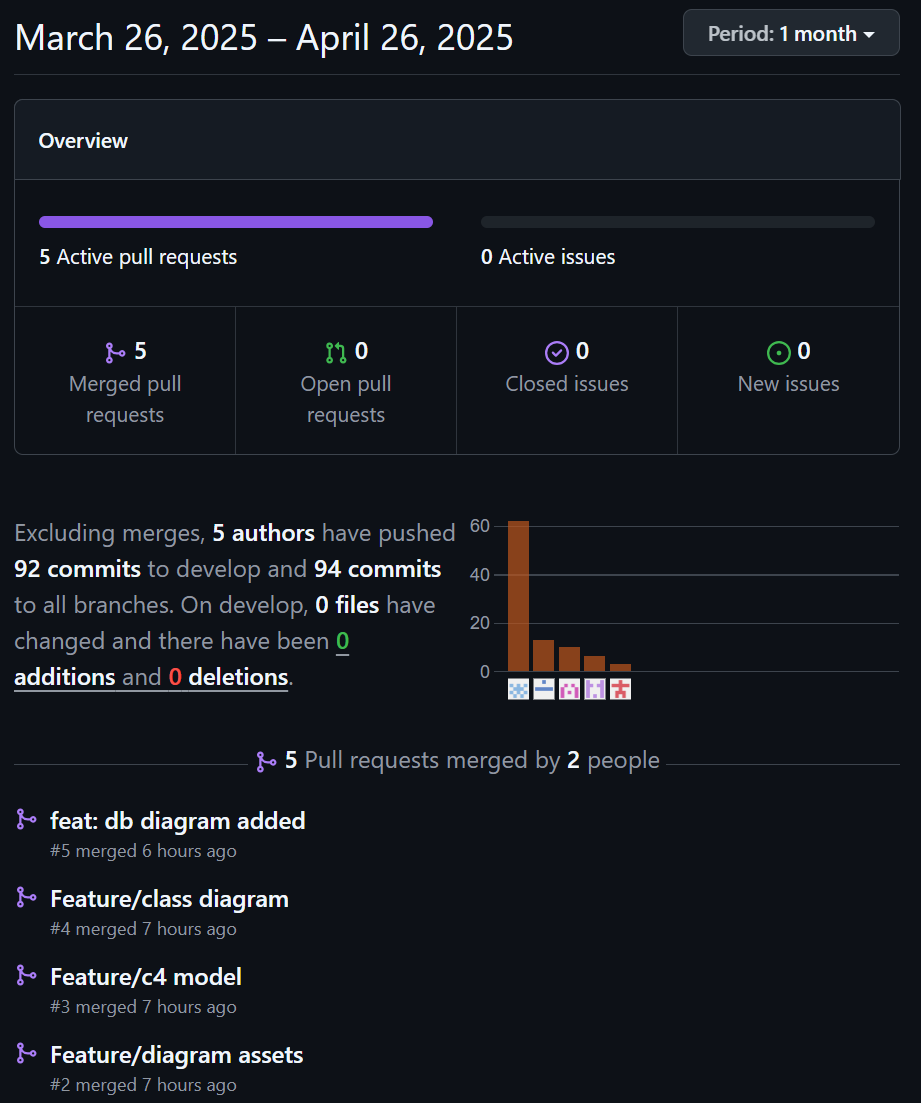 March 26, 2025 – April 26, 2025
Period: 1 month
Overview
5 Active pull requests
0 Active issues
5
Merged pull
requests
0
Open pull
requests
0
Closed issues
0
New issues
Excluding merges, 5 authors have pushed
92 commits to develop and 94 commits
to all branches. On develop, 0 files have
changed and there have been 0
additions and 0 deletions.
60
40
20
0
5 Pull requests merged by 2 people
feat: db diagram added
#5 merged 6 hours ago
Feature/class diagram
#4 merged 7 hours ago
Feature/c4 model
#3 merged 7 hours ago
Feature/diagram assets
#2 merged 7 hours ago